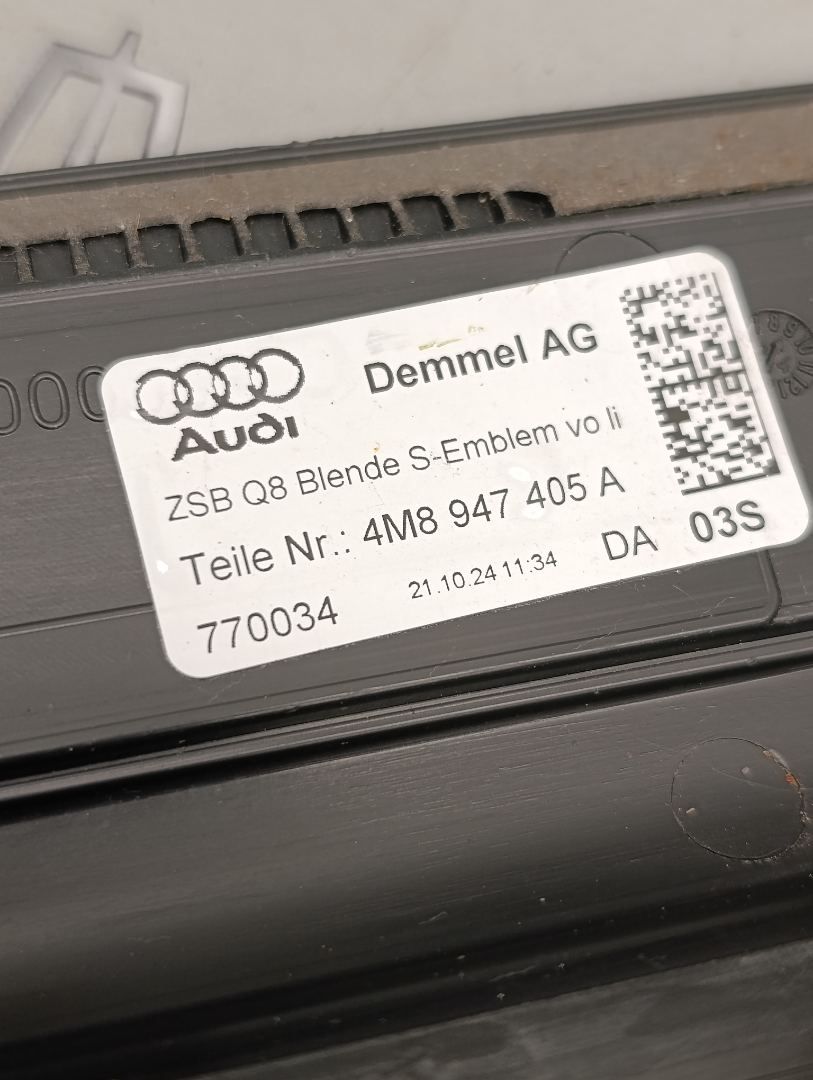 Audi
Demmel AG
ZSB Q8 Blende S-Emblem vo li
Teile Nr.: 4M8 947 405 A
770034
21.10.24 11:34
DA 03S